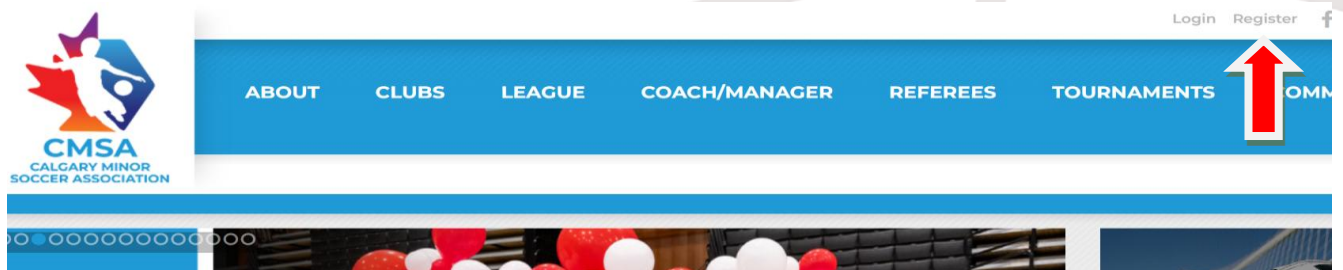 Login Register
ABOUT CLUBS LEAGUE COACH/MANAGER REFEREES TOURNAMENTS
CMSA
CALGARY MINOR
SOCCER ASSOCIATION